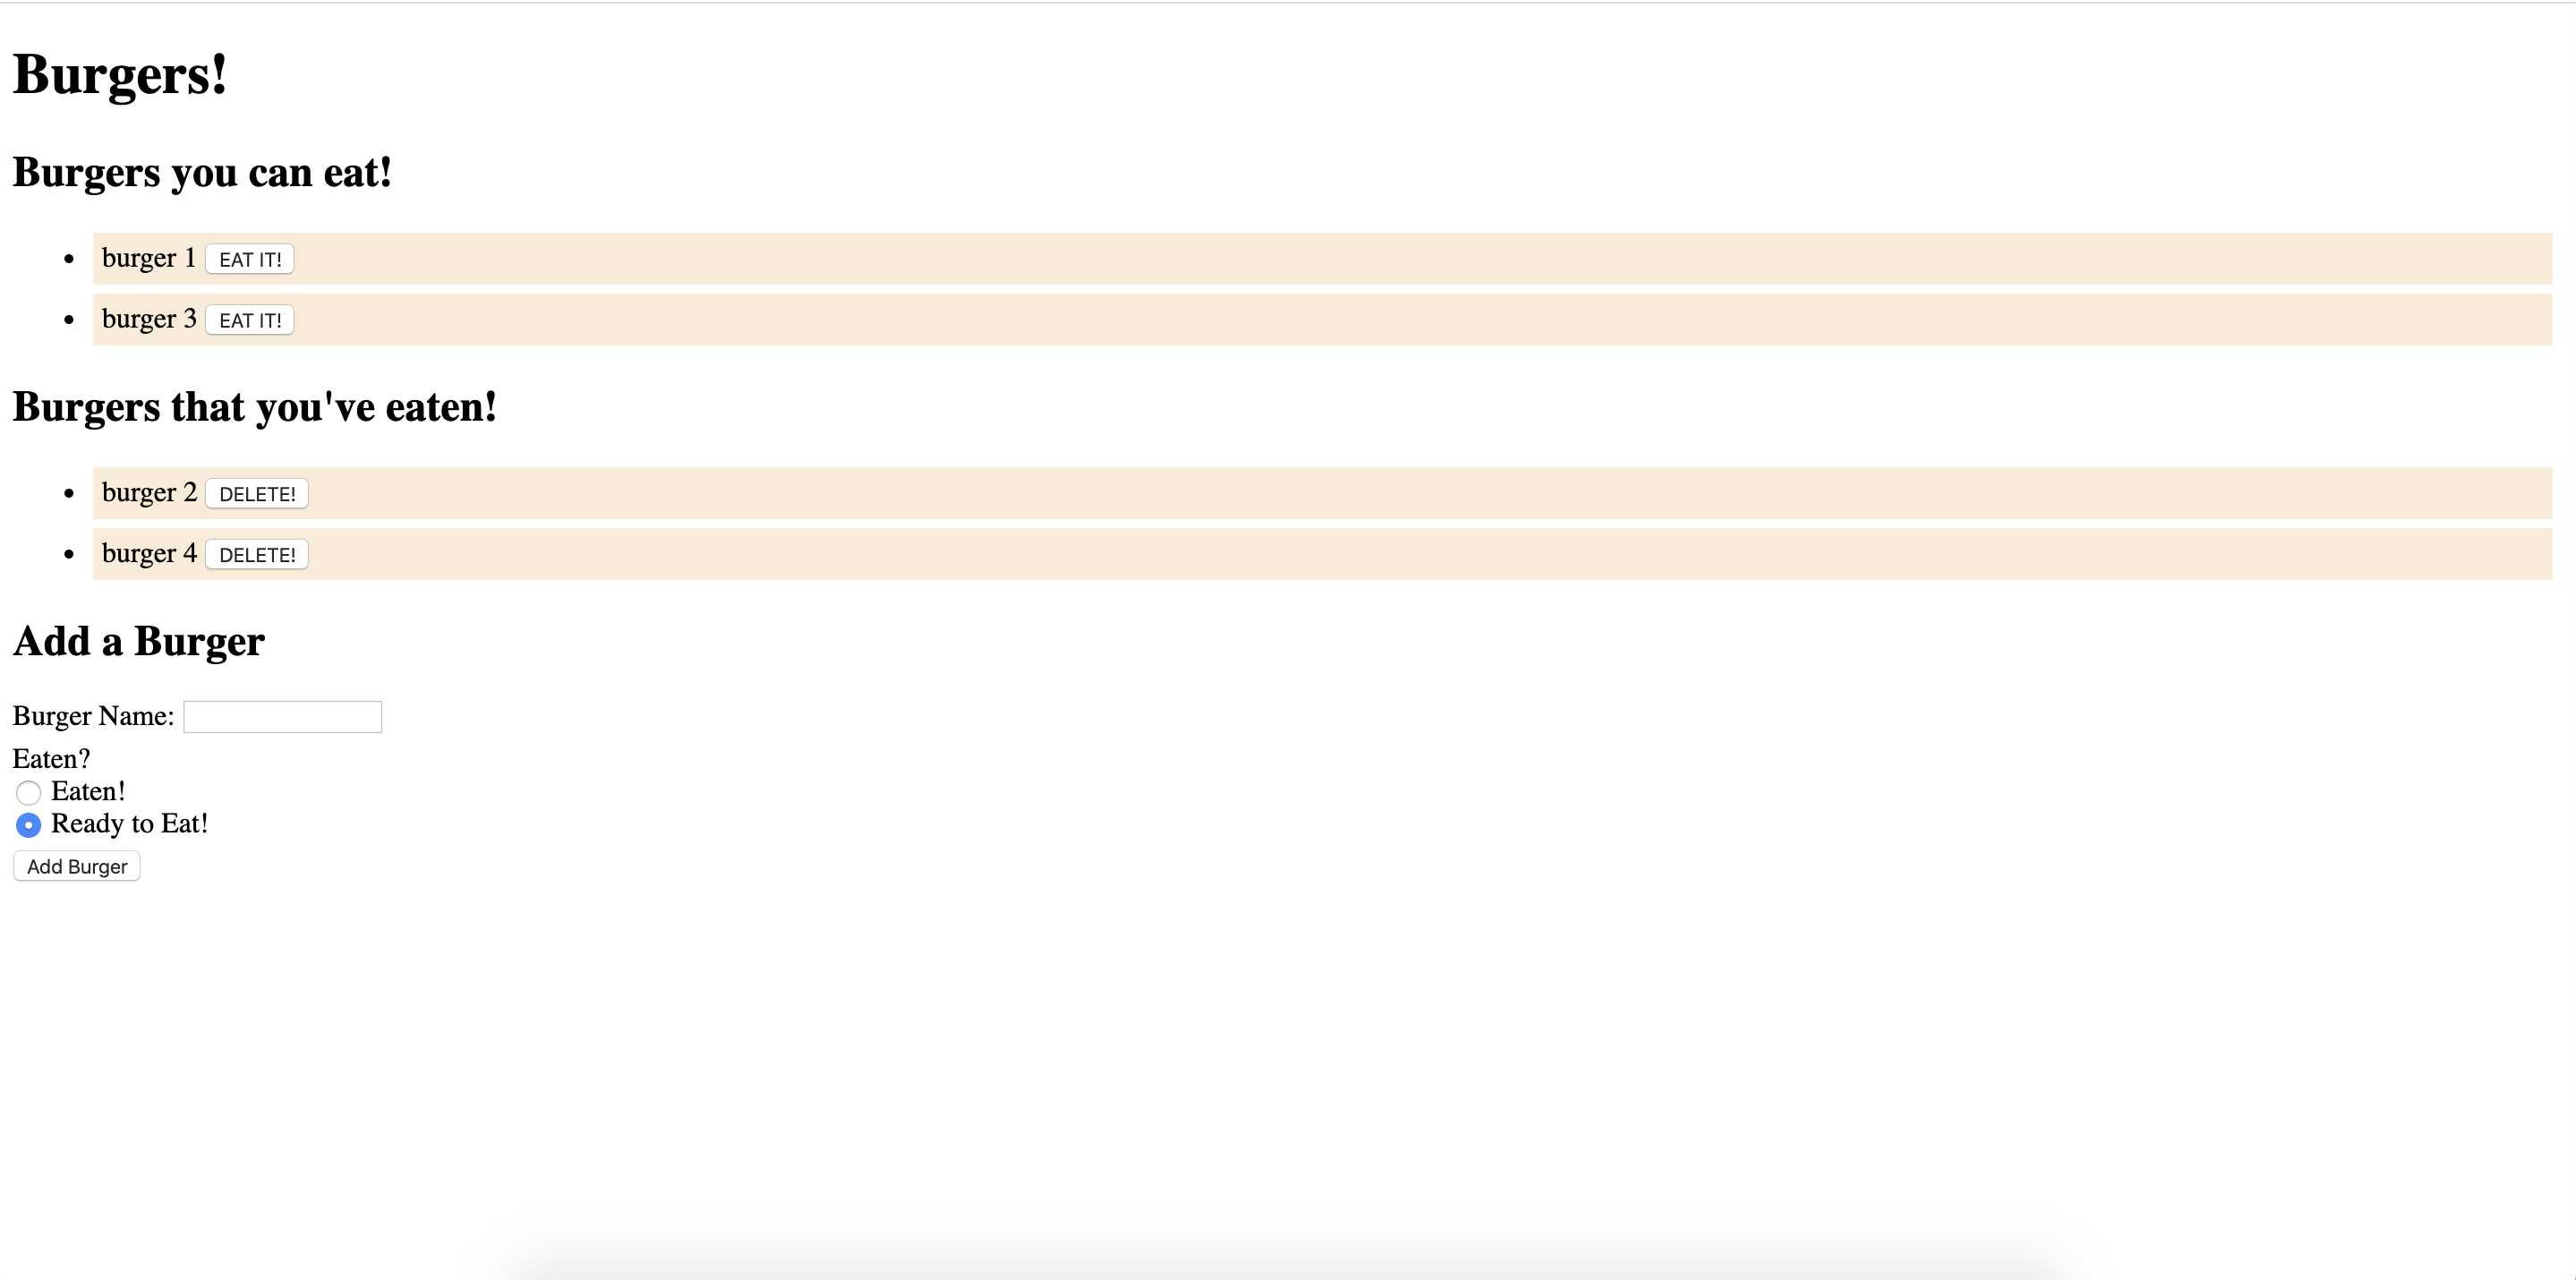 Burgers!
Burgers you can eat!
burger 1 EAT IT!
burger 3 EAT IT!
Burgers that you've eaten!
burger 2 DELETE!
burger 4 DELETE!
Add a Burger
Burger Name:
Eaten?
Eaten!
Ready to Eat!
Add Burger